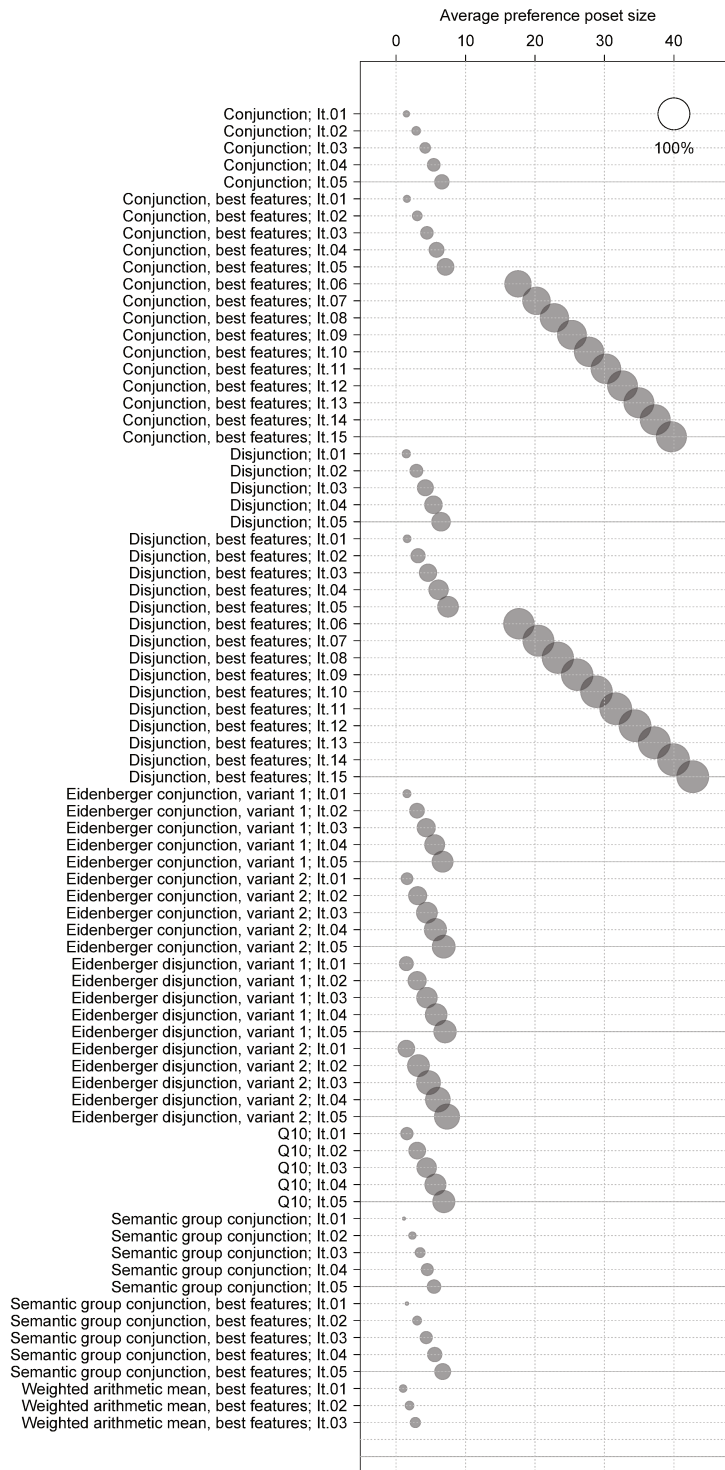 Average preference poset size
0 10 20 30 40
100%
Conjunction; It.01
Conjunction; It.02
Conjunction; It.03
Conjunction; It.04
Conjunction; It.05
Conjunction, best features; It.01
Conjunction, best features; It.02
Conjunction, best features; It.03
Conjunction, best features; It.04
Conjunction, best features; It.05
Conjunction, best features; It.06
Conjunction, best features; It.07
Conjunction, best features; It.08
Conjunction, best features; It.09
Conjunction, best features; It.10
Conjunction, best features; It.11
Conjunction, best features; It.12
Conjunction, best features; It.13
Conjunction, best features; It.14
Conjunction, best features; It.15
Disjunction; It.01
Disjunction; It.02
Disjunction; It.03
Disjunction; It.04
Disjunction; It.05
Disjunction, best features; It.01
Disjunction, best features; It.02
Disjunction, best features; It.03
Disjunction, best features; It.04
Disjunction, best features; It.05
Disjunction, best features; It.06
Disjunction, best features; It.07
Disjunction, best features; It.08
Disjunction, best features; It.09
Disjunction, best features; It.10
Disjunction, best features; It.11
Disjunction, best features; It.12
Disjunction, best features; It.13
Disjunction, best features; It.14
Disjunction, best features; It.15
Eidenberger conjunction, variant 1; It.01
Eidenberger conjunction, variant 1; It.02
Eidenberger conjunction, variant 1; It.03
Eidenberger conjunction, variant 1; It.04
Eidenberger conjunction, variant 1; It.05
Eidenberger conjunction, variant 2; It.01
Eidenberger conjunction, variant 2; It.02
Eidenberger conjunction, variant 2; It.03
Eidenberger conjunction, variant 2; It.04
Eidenberger conjunction, variant 2; It.05
Eidenberger disjunction, variant 1; It.01
Eidenberger disjunction, variant 1; It.02
Eidenberger disjunction, variant 1; It.03
Eidenberger disjunction, variant 1; It.04
Eidenberger disjunction, variant 1; It.05
Eidenberger disjunction, variant 2; It.01
Eidenberger disjunction, variant 2; It.02
Eidenberger disjunction, variant 2; It.03
Eidenberger disjunction, variant 2; It.04
Eidenberger disjunction, variant 2; It.05
Q10; It.01
Q10; It.02
Q10; It.03
Q10; It.04
Q10; It.05
Semantic group conjunction; It.01
Semantic group conjunction; It.02
Semantic group conjunction; It.03
Semantic group conjunction; It.04
Semantic group conjunction; It.05
Semantic group conjunction, best features; It.01
Semantic group conjunction, best features; It.02
Semantic group conjunction, best features; It.03
Semantic group conjunction, best features; It.04
Semantic group conjunction, best features; It.05
Weighted arithmetic mean, best features; It.01
Weighted arithmetic mean, best features; It.02
Weighted arithmetic mean, best features; It.03